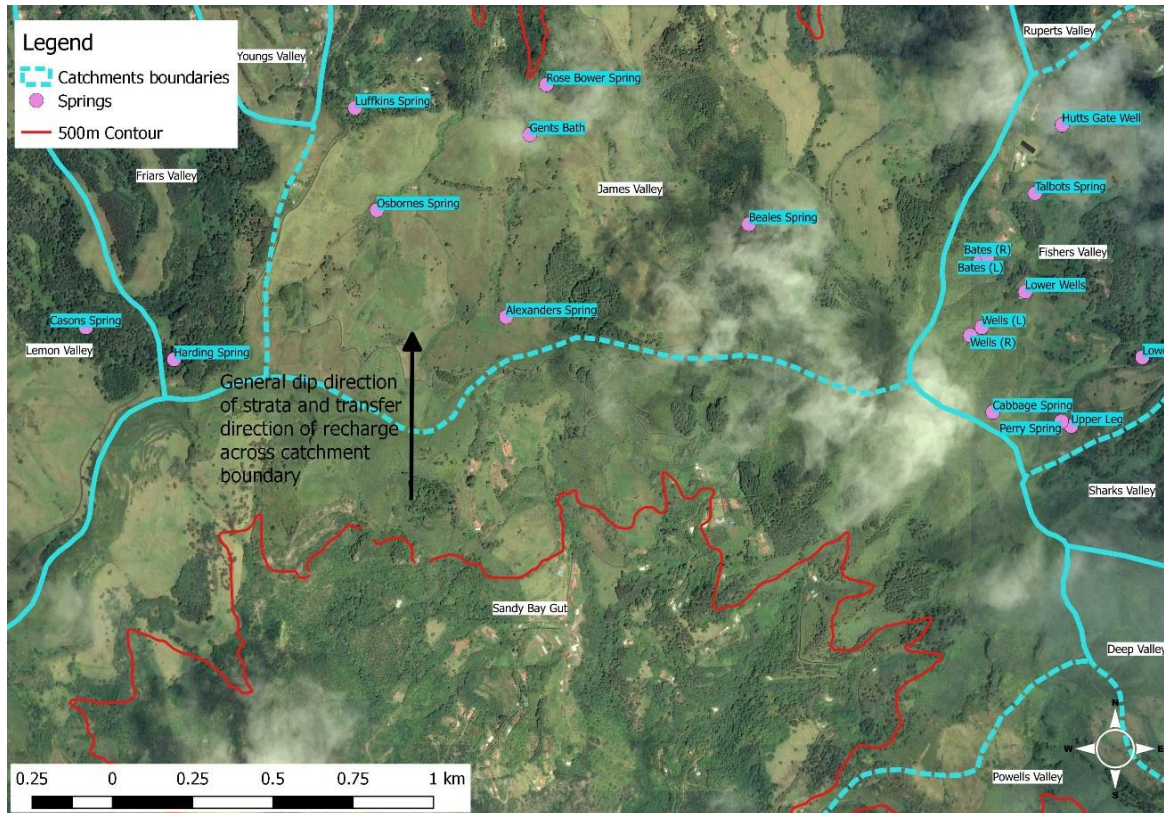 Legend
Catchments boundaries
Springs
500m Contour
Youngs Valley
Ruperts Valley
Rose Bower Spring
Luffkins Spring
Gents Bath
Hutts Gate Well
Friars Valley
James Valley
Talbots Spring
Osbornes Spring
Beales Spring
Bates (R)
Fishers Valley
Bates (L)
Lower Wells
Alexanders Spring
Casons Spring
Wells (L)
Lemon Valley
Harding Spring
Wells (R)
Lowe
General dip direction
of strata and transfer
direction of recharge
across catchment
boundary
Cabbage Spring
Perry Spring
Upper Leg
Sharks Valley
Sandy Bay Gut
Deep Valley
N
W
E
S
Powells Valley
0.25 0 0.25 0.5 0.75 1 km